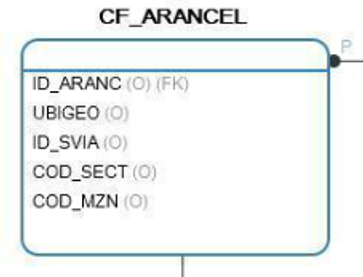 CF_ARANCEL
P
ID_ARANC (O) (FK)
UBIGEO (O)
ID_SVIA (O)
COD_SECT (O)
COD_MZN (O)